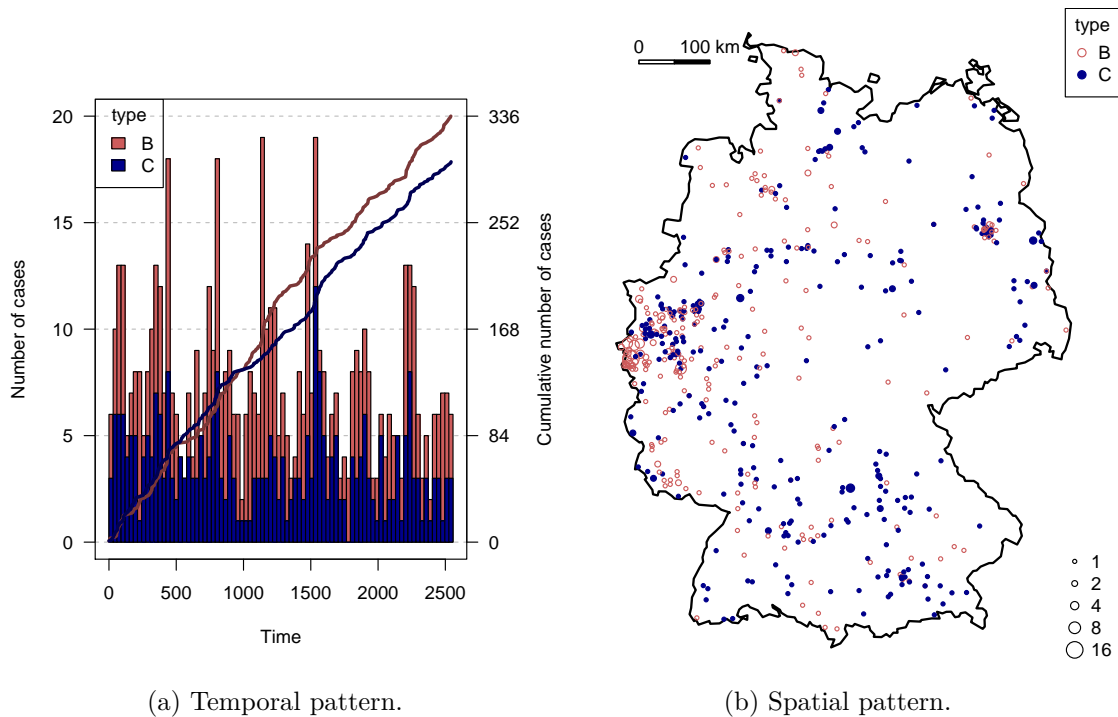 type
B
C
0 5 10 15 20
Number of cases
0 84 168 252 336
Cumulative number of cases
0 500 1000 1500 2000 2500
Time
(a) Temporal pattern.
0 100 km
type
B
C
1
2
4
8
16
(b) Spatial pattern.